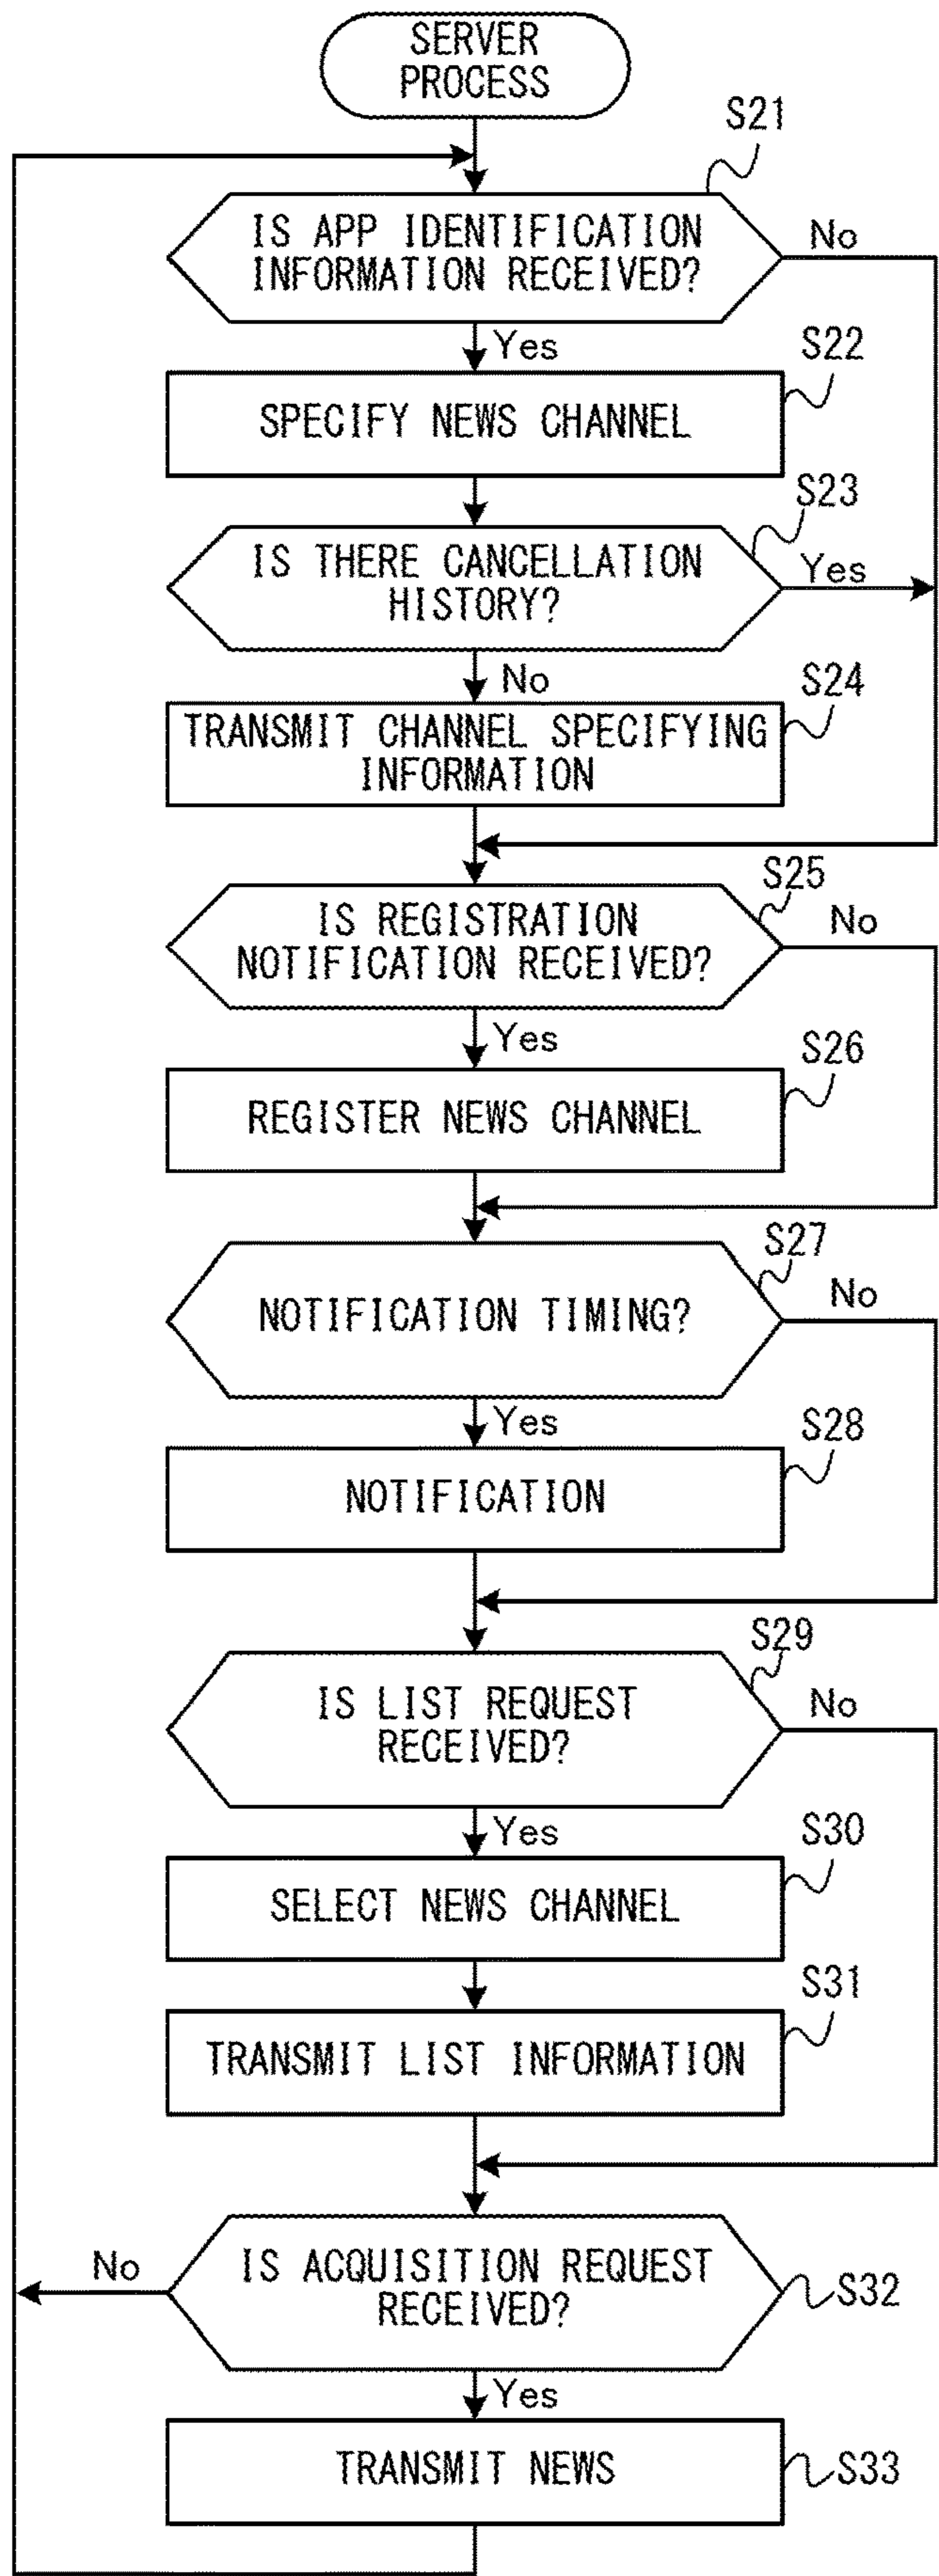 SERVER
PROCESS
S21
IS APP IDENTIFICATION
INFORMATION RECEIVED?
No
Yes
S22
SPECIFY NEWS CHANNEL
S23
IS THERE CANCELLATION
HISTORY?
Yes
No
S24
TRANSMIT CHANNEL SPECIFYING
INFORMATION
S25
IS REGISTRATION
NOTIFICATION RECEIVED?
No
Yes
S26
REGISTER NEWS CHANNEL
S27
NOTIFICATION TIMING?
No
Yes
S28
NOTIFICATION
S29
IS LIST REQUEST
RECEIVED?
No
Yes
S30
SELECT NEWS CHANNEL
S31
TRANSMIT LIST INFORMATION
No
IS ACQUISITION REQUEST
RECEIVED?
S32
Yes
TRANSMIT NEWS
S33